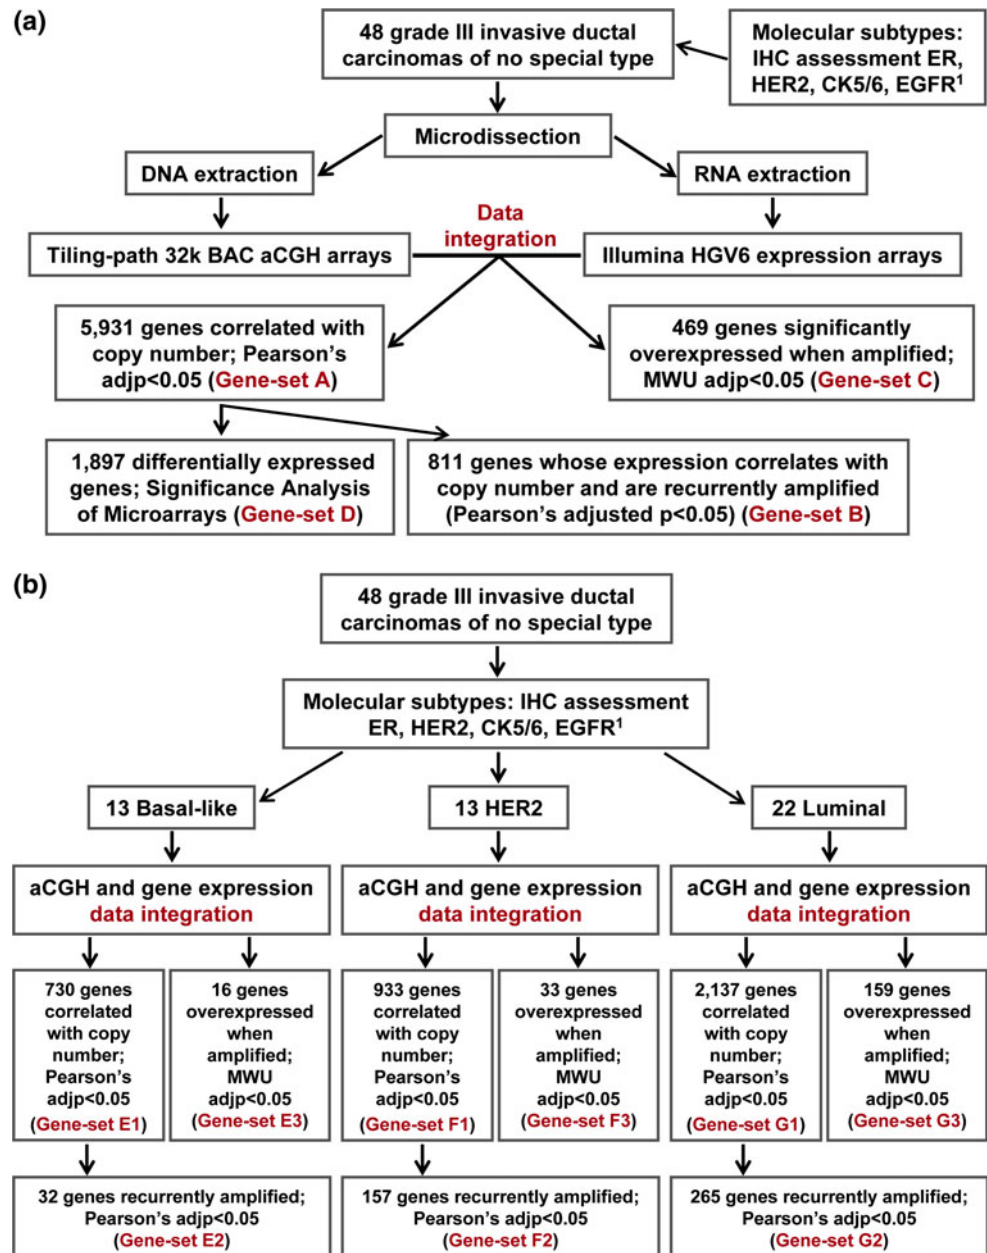 (a)
48 grade III invasive ductal
carcinomas of no special type
Molecular subtypes:
IHC assessment ER,
HER2, CK5/6, EGFR¹
Microdissection
DNA extraction
RNA extraction
Data
integration
Tiling-path 32k BAC aCGH arrays
Illumina HGV6 expression arrays
5,931 genes correlated with
copy number; Pearson's
adjp<0.05 (Gene-set A)
469 genes significantly
overexpressed when amplified;
MWU adjp<0.05 (Gene-set C)
1,897 differentially expressed
genes; Significance Analysis
of Microarrays (Gene-set D)
811 genes whose expression correlates with
copy number and are recurrently amplified
(Pearson's adjusted p<0.05) (Gene-set B)
(b)
48 grade III invasive ductal
carcinomas of no special type
Molecular subtypes: IHC assessment
ER, HER2, CK5/6, EGFR¹
13 Basal-like
13 HER2
22 Luminal
aCGH and gene expression
data integration
aCGH and gene expression
data integration
aCGH and gene expression
data integration
730 genes
correlated
with copy
number;
Pearson's
adjp<0.05
(Gene-set E1)
16 genes
overexpressed
when
amplified;
MWU
adjp<0.05
(Gene-set E3)
933 genes
correlated
with copy
number;
Pearson's
adjp<0.05
(Gene-set F1)
33 genes
overexpressed
when
amplified;
MWU
adjp<0.05
(Gene-set F3)
2,137 genes
correlated
with copy
number;
Pearson's
adjp<0.05
(Gene-set G1)
159 genes
overexpressed
when
amplified;
MWU
adjp<0.05
(Gene-set G3)
32 genes recurrently amplified;
Pearson's adjp<0.05
(Gene-set E2)
157 genes recurrently amplified;
Pearson's adjp<0.05
(Gene-set F2)
265 genes recurrently amplified;
Pearson's adjp<0.05
(Gene-set G2)